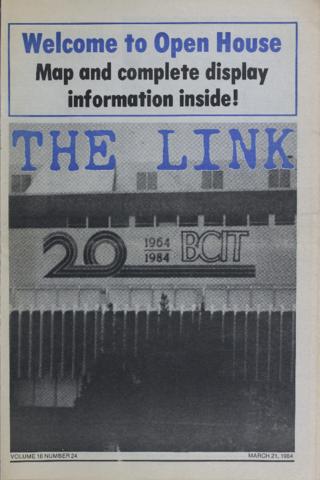 Welcome to Open House
Map and complete display
information inside!
THE LINK
20 1964 BCIT
1984
VOLUME 16 NUMBER 24 MARCH 21, 1984